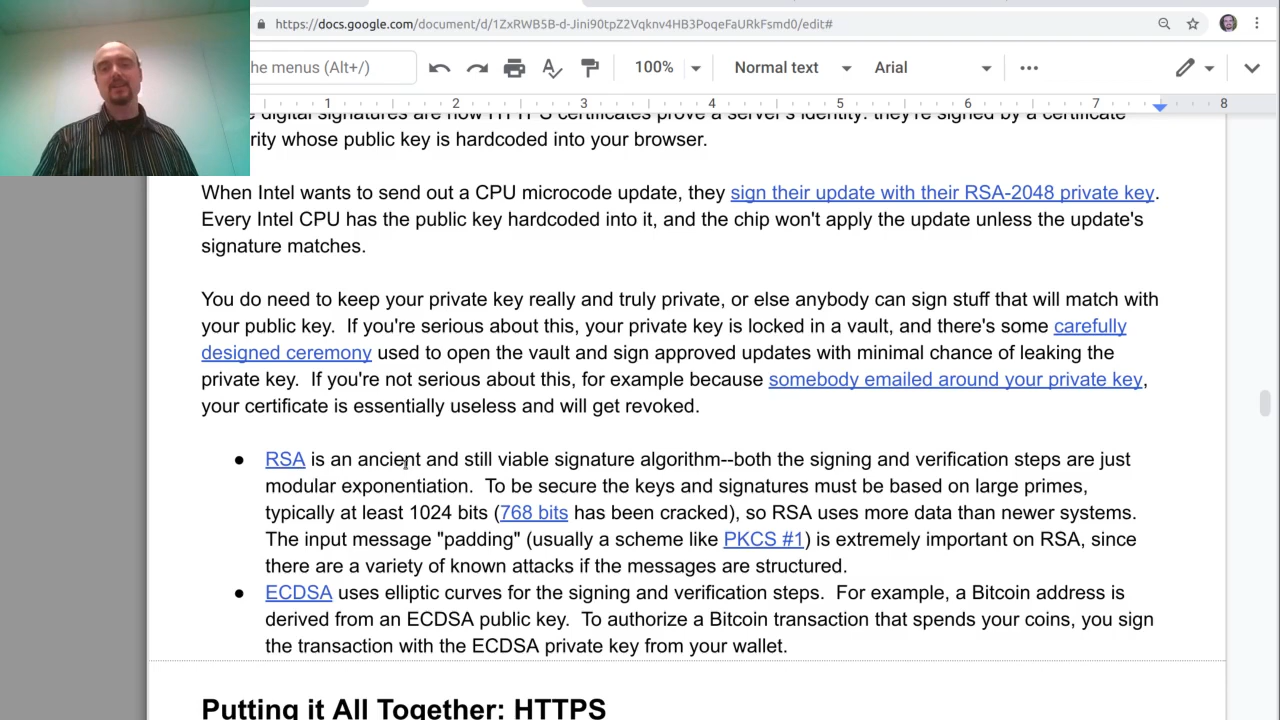 https://docs.google.com/document/d/1ZxRWB5B-d-Jini90tpZ2Vqknv4HB3PoqeFaURkFsmd0/edit#
he menus (Alt+/) 100% Normal text Arial
1 2 3 4 5 6 7 8
digital signatures are how HTTPS certificates prove a server's identity: they're signed by a certificate
rity whose public key is hardcoded into your browser.
When Intel wants to send out a CPU microcode update, they sign their update with their RSA-2048 private key.
Every Intel CPU has the public key hardcoded into it, and the chip won't apply the update unless the update's
signature matches.
You do need to keep your private key really and truly private, or else anybody can sign stuff that will match with
your public key. If you're serious about this, your private key is locked in a vault, and there's some carefully
designed ceremony used to open the vault and sign approved updates with minimal chance of leaking the
private key. If you're not serious about this, for example because somebody emailed around your private key,
your certificate is essentially useless and will get revoked.
● RSA is an ancient and still viable signature algorithm--both the signing and verification steps are just
modular exponentiation. To be secure the keys and signatures must be based on large primes,
typically at least 1024 bits (768 bits has been cracked), so RSA uses more data than newer systems.
The input message "padding" (usually a scheme like PKCS #1) is extremely important on RSA, since
there are a variety of known attacks if the messages are structured.
● ECDSA uses elliptic curves for the signing and verification steps. For example, a Bitcoin address is
derived from an ECDSA public key. To authorize a Bitcoin transaction that spends your coins, you sign
the transaction with the ECDSA private key from your wallet.
Putting it All Together: HTTPS